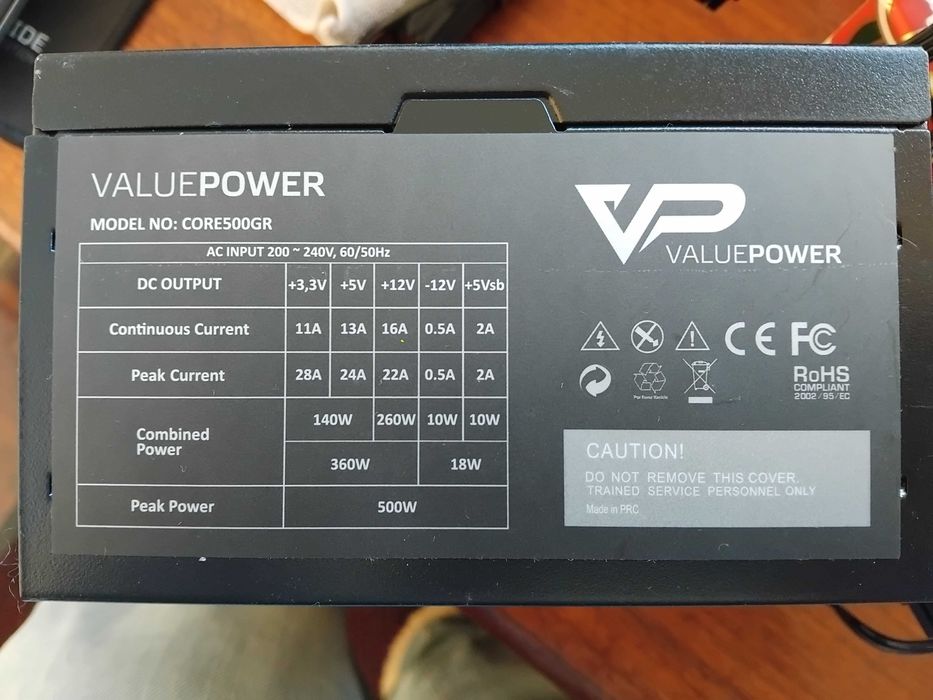 IDE
VALUEPOWER
MODEL NO: CORE500GR
AC INPUT 200 ~ 240V, 60/50Hz
DC OUTPUT +3,3V +5V +12V -12V +5Vsb
Continuous Current 11A 13A 16A 0.5A 2A
Peak Current 28A 24A 22A 0.5A 2A
Combined Power 140W 260W 10W 10W
360W 18W
Peak Power 500W
VP
VALUEPOWER
CE FC
RoHS
COMPLIANT
2002/95/EC
CAUTION!
DO NOT REMOVE THIS COVER.
TRAINED SERVICE PERSONNEL ONLY
Made in PRC